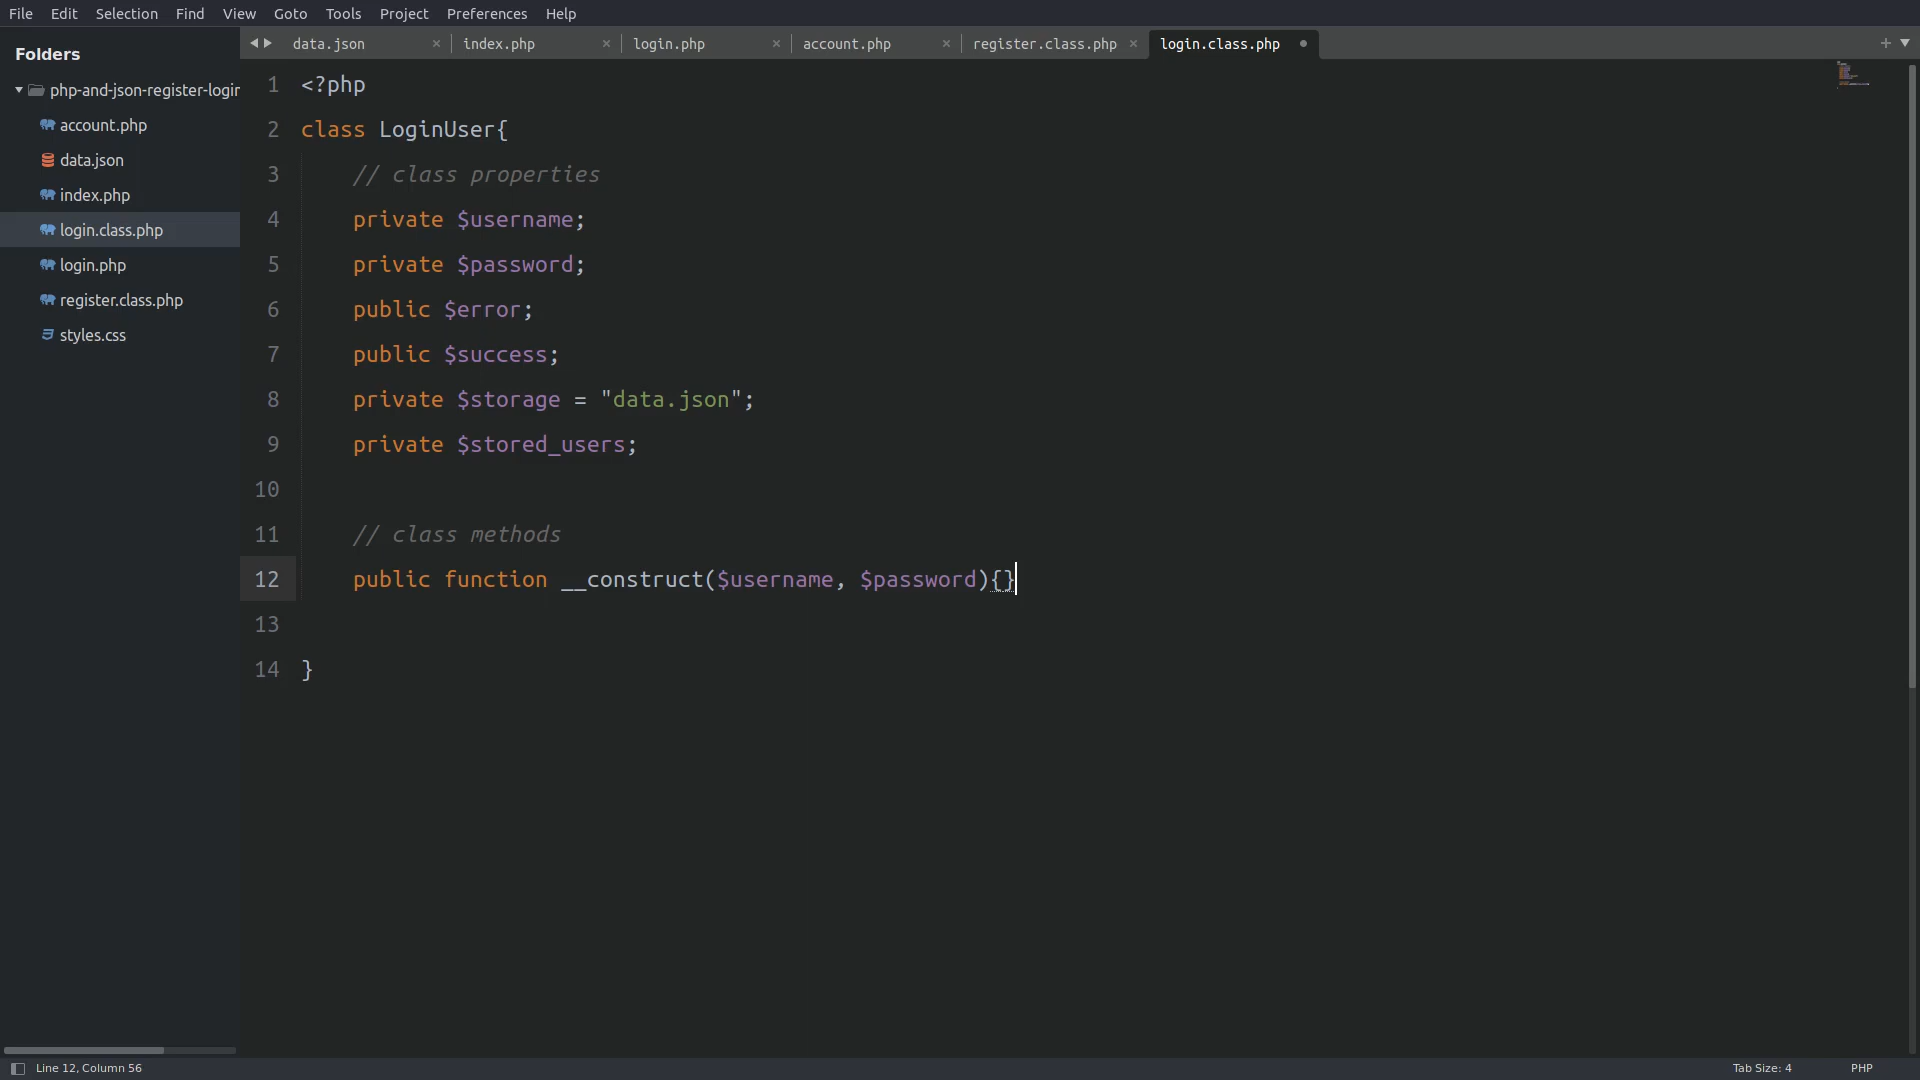 File Edit Selection Find View Goto Tools Project Preferences Help
Folders
php-and-json-register-login
account.php
data.json
index.php
login.class.php
login.php
register.class.php
styles.css
data.json index.php login.php account.php register.class.php login.class.php
1 <?php
2 class LoginUser{
3 // class properties
4 private $username;
5 private $password;
6 public $error;
7 public $success;
8 private $storage = "data.json";
9 private $stored_users;
10
11 // class methods
12 public function __construct($username, $password){}
13
14 }
Line 12, Column 56 Tab Size: 4 PHP